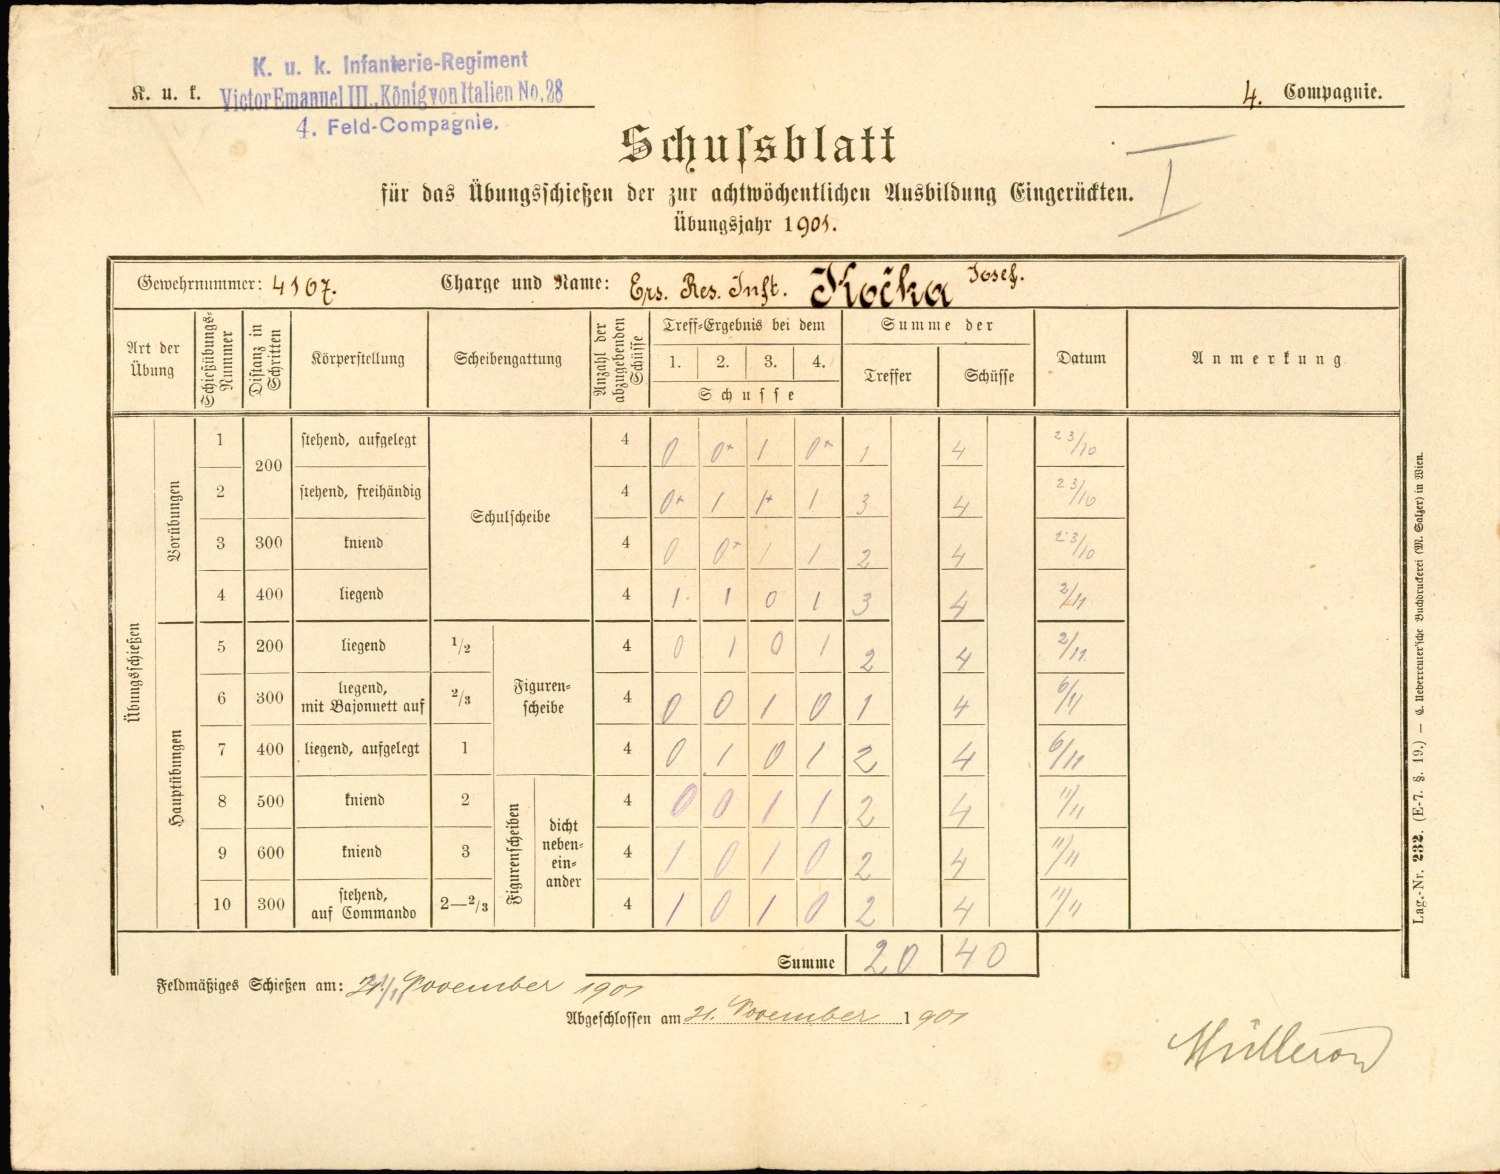 K. u. k. Infanterie-Regiment
K. u. k. Victor Emanuel III., König von Italien No. 28
4. Feld-Compagnie.
4. Compagnie.
I
Schussblatt
für das Übungsschießen der zur achtwöchentlichen Ausbildung Eingerückten.
Übungsjahr 1901.
Gewehrnummer: 4167. Charge und Name: Ers. Res. Inft. Kočka Josef.
Art der Übung | Schießübungs-Nummer | Distanz in Schritten | Körperstellung | Scheibengattung | Anzahl der abzugebenden Schüsse | Treff-Ergebnis bei dem 1. 2. 3. 4. Schusse | Summe der Treffer Schüsse | Datum | Anmerkung
Übungsschießen
Vorübungen
1 200 stehend, aufgelegt Schulscheibe 4 0 0+ 1 0+ 1 4 23/10
2 stehend, freihändig 4 0+ 1 1+ 1 3 4 23/10
3 300 kniend 4 0 0+ 1 1 2 4 23/10
4 400 liegend 4 1 1 0 1 3 4 2/11
Hauptübungen
5 200 liegend 1/2 Figuren-scheibe 4 0 1 0 1 2 4 2/11
6 300 liegend, mit Bajonnett auf 2/3 4 0 0 1 0 1 4 6/11
7 400 liegend, aufgelegt 1 4 0 1 0 1 2 4 6/11
8 500 kniend 2 Figurenscheiben dicht neben-ein-ander 4 0 0 1 1 2 4 11/11
9 600 kniend 3 4 1 0 1 0 2 4 11/11
10 300 stehend, auf Commando 2—2/3 4 1 0 1 0 2 4 11/11
Summe 20 40
Feldmäßiges Schießen am: November 1901
Abgeschlossen am 21. November 1901
Lag.-Nr. 232. (E-7. §. 19.) — C. Ueberreuter'sche Buchdruckerei (M. Salzer) in Wien.